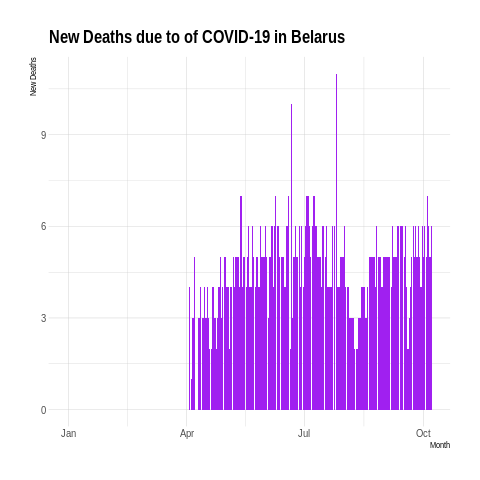 New Deaths due to of COVID-19 in Belarus
New Deaths
9
6
3
0
Jan Apr Jul Oct
Month